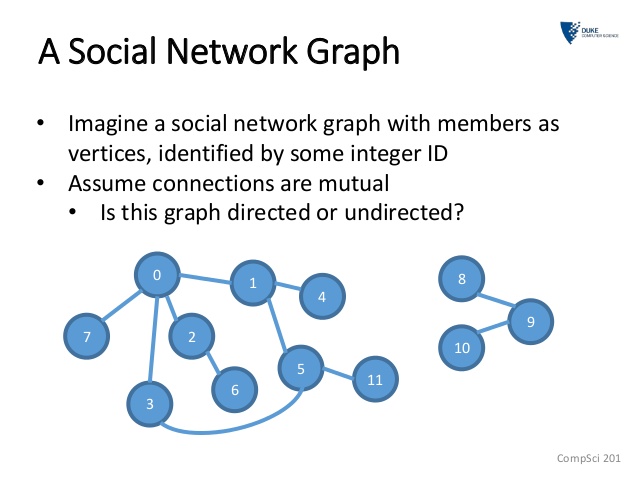 DUKE
COMPUTER SCIENCE
A Social Network Graph
• Imagine a social network graph with members as
vertices, identified by some integer ID
• Assume connections are mutual
• Is this graph directed or undirected?
0
1
4
8
7
2
9
10
5
11
6
3
CompSci 201